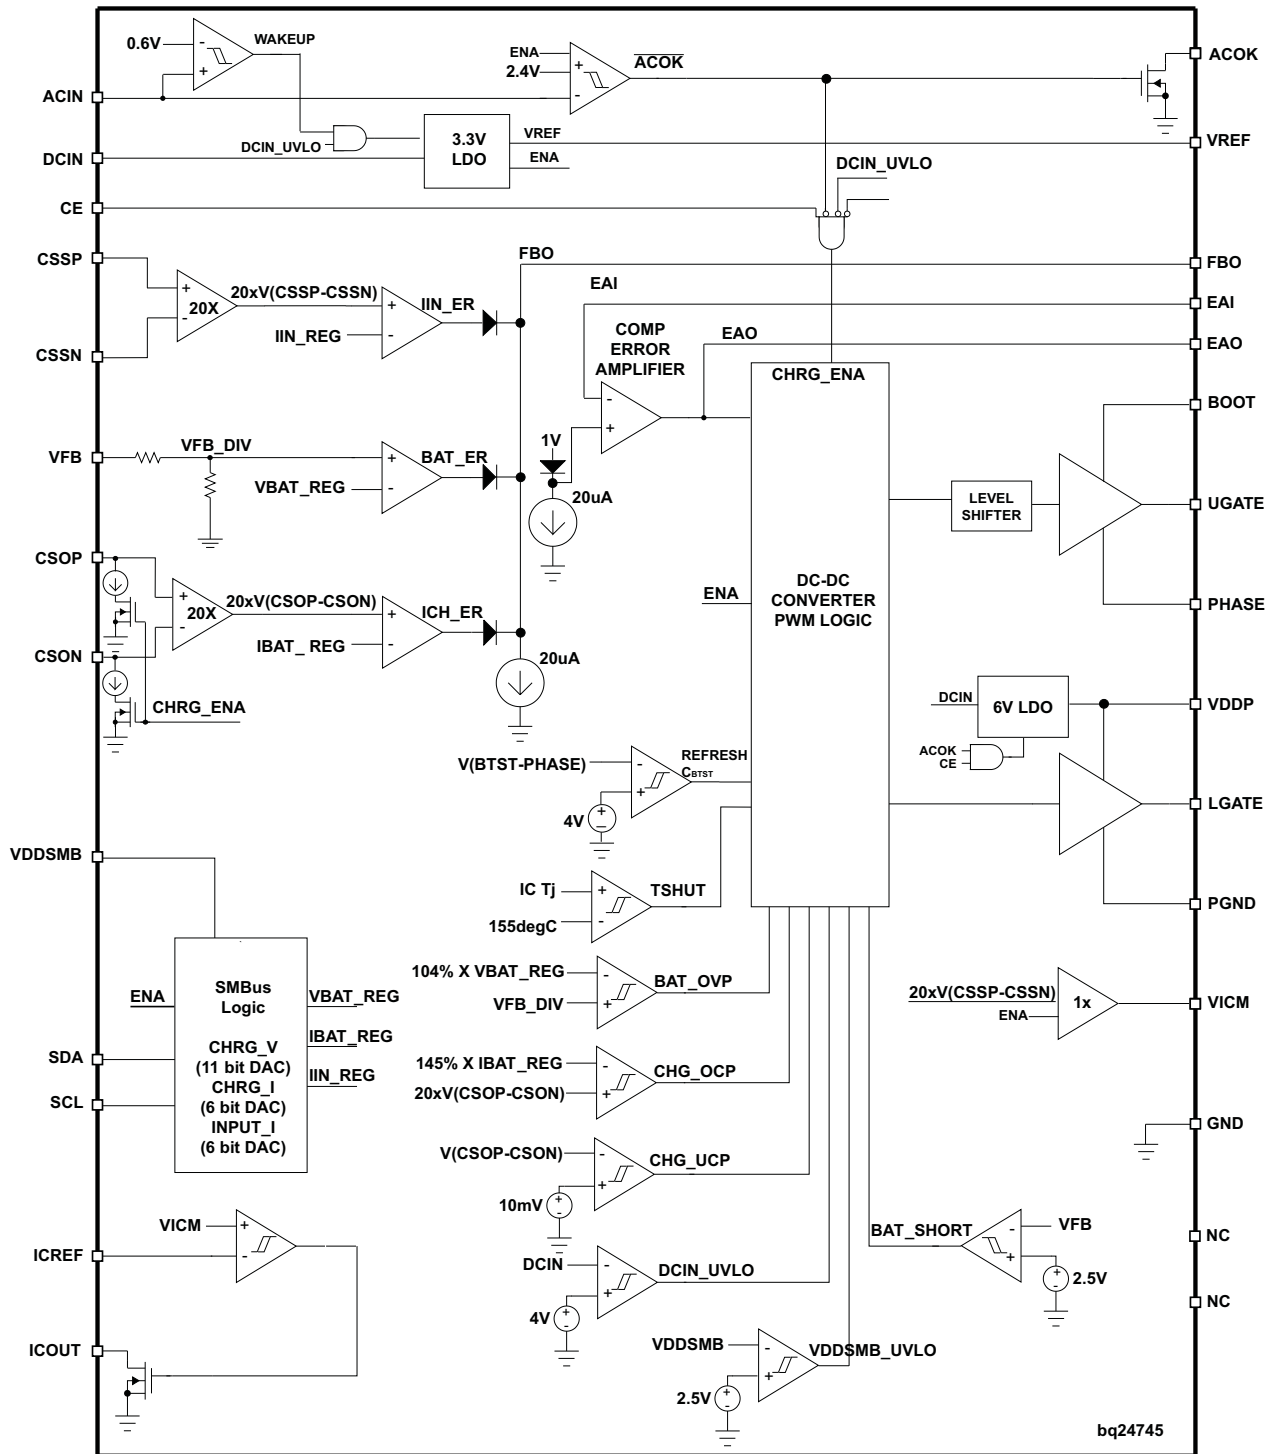 0.6V
-
+
WAKEUP
ENA
2.4V
+
-
ACOK
ACOK
ACIN
DCIN
DCIN_UVLO
3.3V
LDO
VREF
ENA
VREF
DCIN_UVLO
CE
CSSP
CSSN
+
-
20X
20xV(CSSP-CSSN)
IIN_REG
+
-
IIN_ER
FBO
FBO
EAI
EAI
COMP
ERROR
AMPLIFIER
EAO
EAO
-
+
1V
20uA
CHRG_ENA
BOOT
VFB
VFB_DIV
VBAT_REG
+
-
BAT_ER
LEVEL
SHIFTER
UGATE
PHASE
CSOP
CSON
+
-
20X
20xV(CSOP-CSON)
IBAT_ REG
+
-
ICH_ER
20uA
CHRG_ENA
ENA
DC-DC
CONVERTER
PWM LOGIC
DCIN
6V LDO
VDDP
ACOK
CE
LGATE
PGND
V(BTST-PHASE)
-
+
REFRESH
CBTST
4V
+
-
IC Tj
155degC
+
-
TSHUT
VDDSMB
104% X VBAT_REG
VFB_DIV
-
+
BAT_OVP
ENA
SMBus
Logic
CHRG_V
(11 bit DAC)
CHRG_I
(6 bit DAC)
INPUT_I
(6 bit DAC)
VBAT_REG
IBAT_REG
IIN_REG
SDA
SCL
20xV(CSSP-CSSN)
ENA
1x
VICM
145% X IBAT_REG
20xV(CSOP-CSON)
-
+
CHG_OCP
GND
V(CSOP-CSON)
-
+
CHG_UCP
10mV
+
-
VICM
+
-
ICREF
ICOUT
DCIN
-
+
DCIN_UVLO
4V
+
-
BAT_SHORT
-
+
VFB
2.5V
+
-
NC
NC
VDDSMB
-
+
VDDSMB_UVLO
2.5V
+
-
bq24745